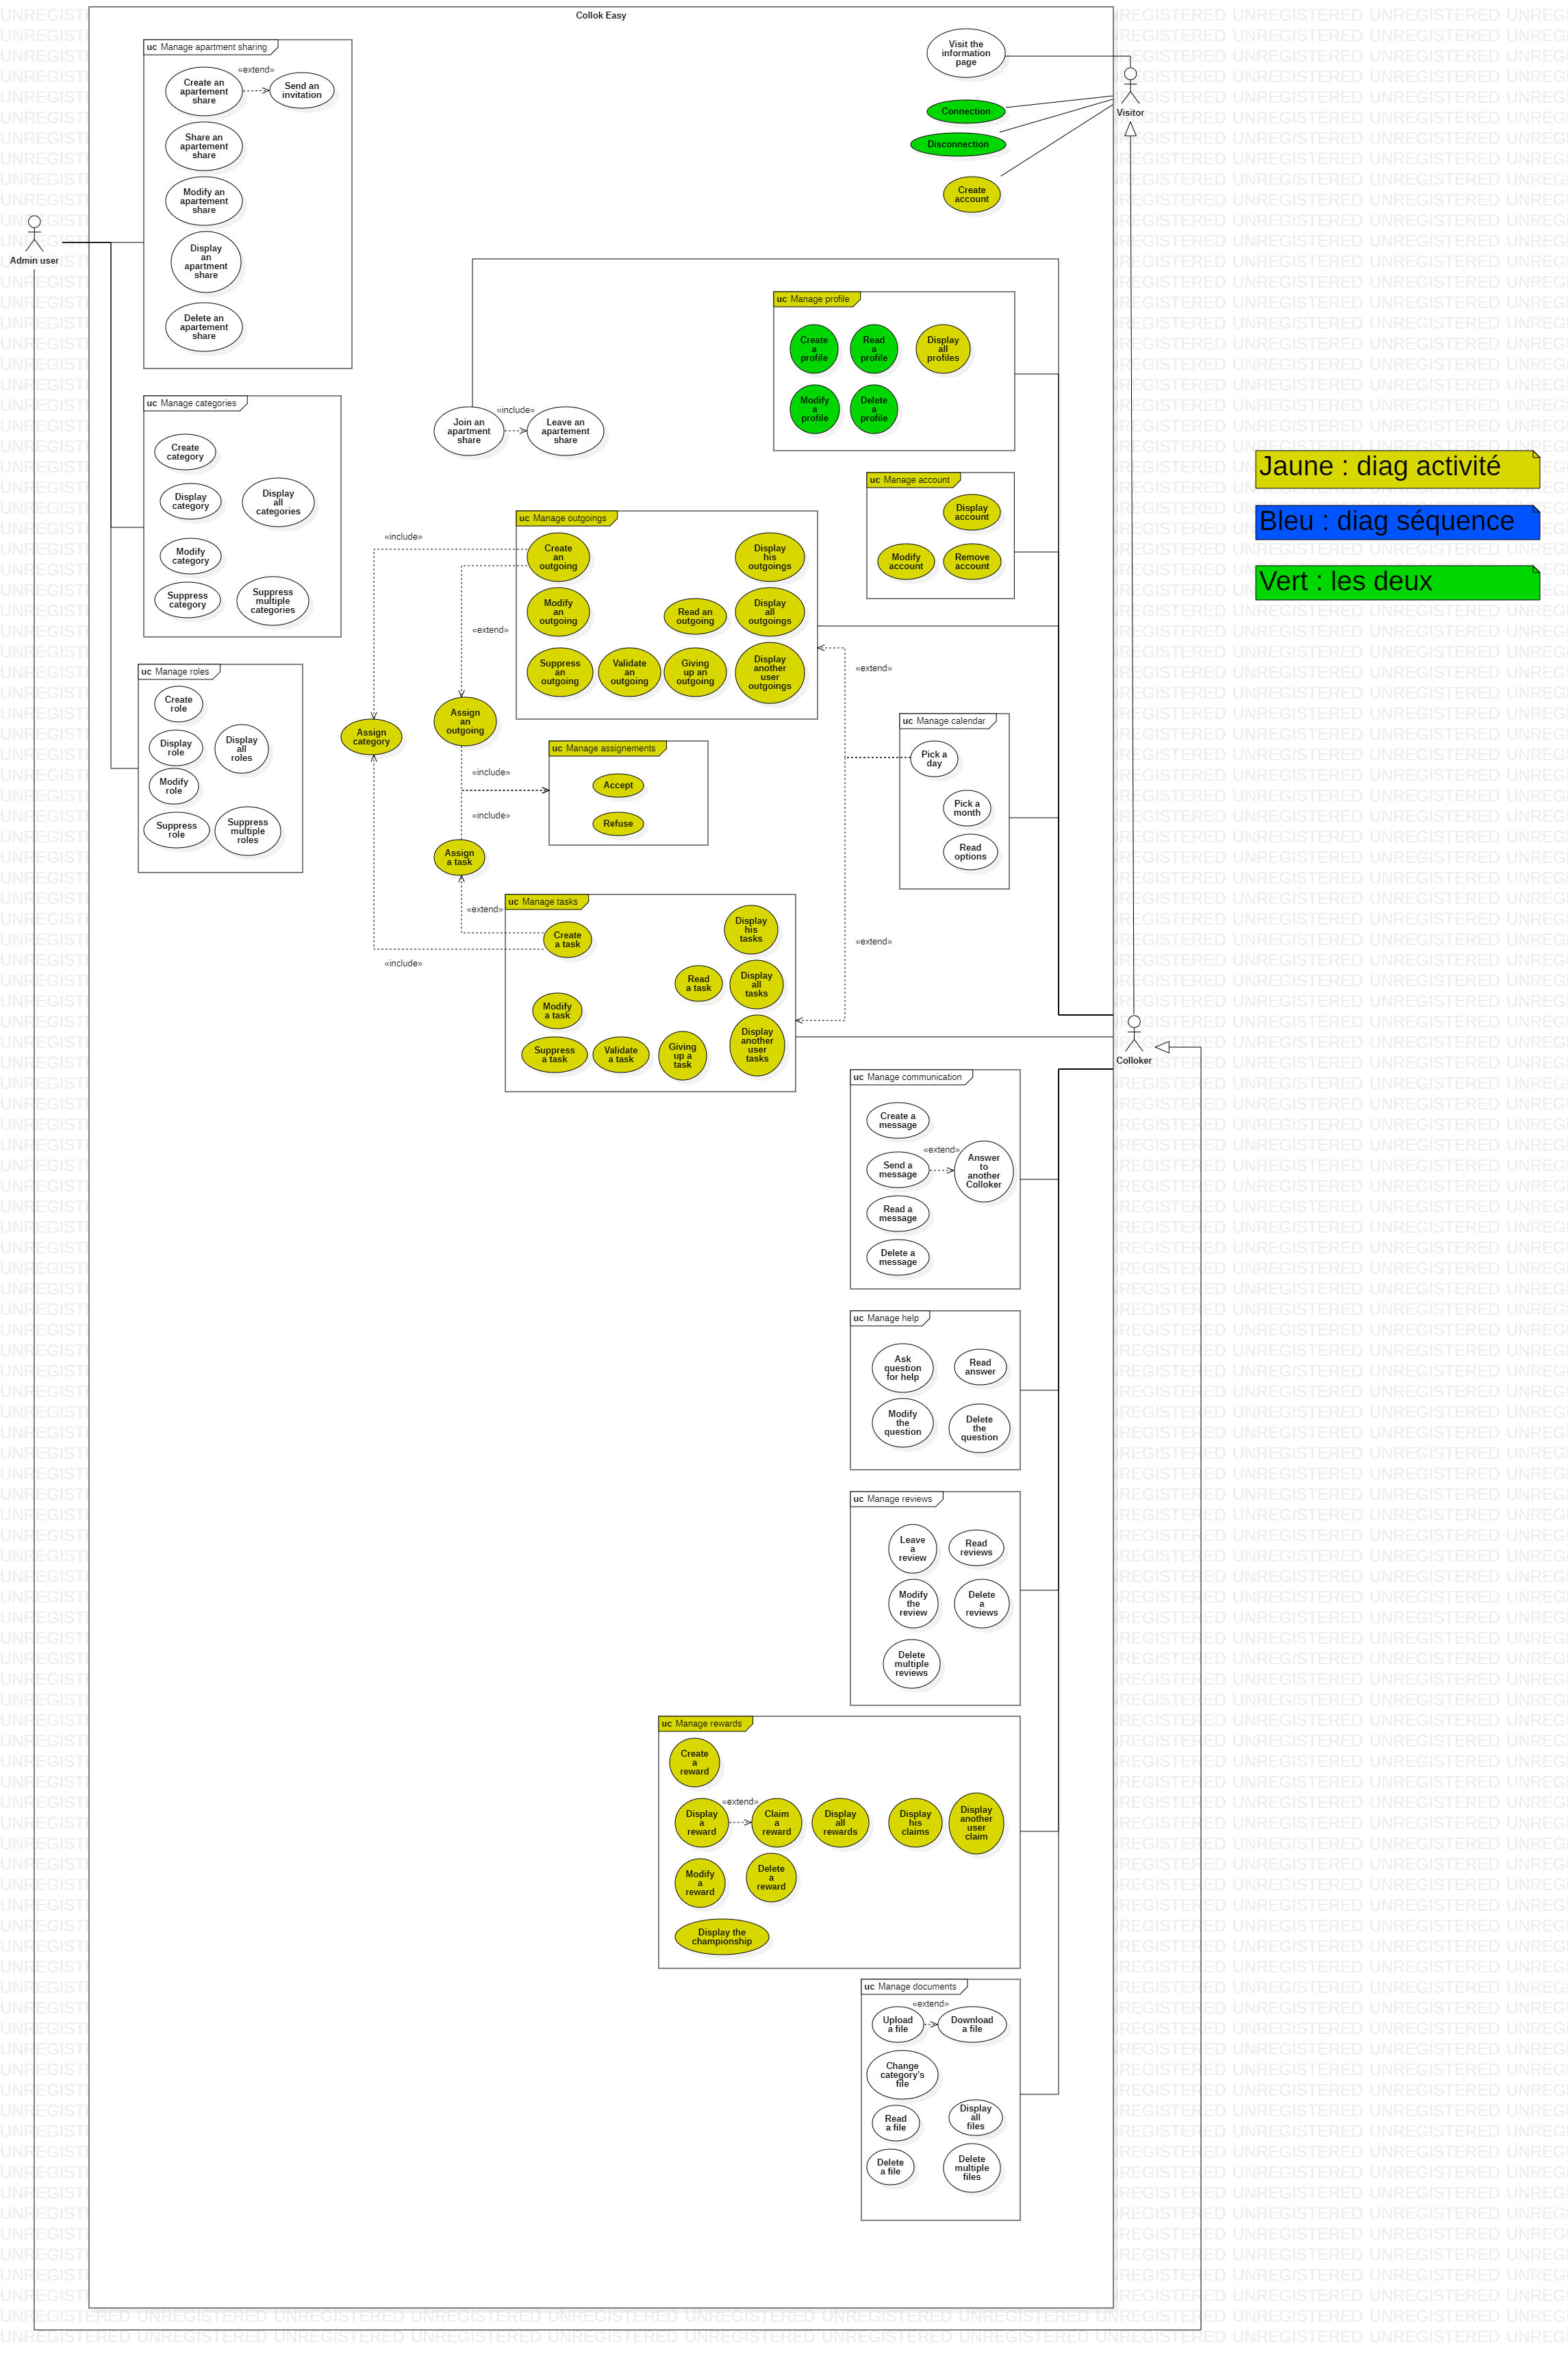 Collok Easy
uc Manage apartment sharing
Create an
apartement
share
«extend»
Send an
invitation
Share an
apartement
share
Modify an
apartement
share
Display
an
apartment
share
Delete an
apartement
share
Admin user
Visit the
information
page
Connection
Disconnection
Create
account
Visitor
uc Manage categories
Create
category
Display
category
Display
all
categories
Modify
category
Suppress
category
Suppress
multiple
categories
uc Manage roles
Create
role
Display
role
Display
all
roles
Modify
role
Suppress
role
Suppress
multiple
roles
Join an
apartment
share
«include»
Leave an
apartement
share
uc Manage profile
Create
a
profile
Read
a
profile
Display
all
profiles
Modify
a
profile
Delete
a
profile
uc Manage account
Display
account
Modify
account
Remove
account
Jaune : diag activité
Bleu : diag séquence
Vert : les deux
uc Manage outgoings
Create
an
outgoing
Display
his
outgoings
Modify
an
outgoing
Read an
outgoing
Display
all
outgoings
Suppress
an
outgoing
Validate
an
outgoing
Giving
up an
outgoing
Display
another
user
outgoings
«include»
«extend»
«extend»
Assign
category
Assign
an
outgoing
uc Manage assignements
Accept
Refuse
«include»
«include»
Assign
a task
«extend»
«include»
uc Manage calendar
Pick a
day
Pick a
month
Read
options
«extend»
uc Manage tasks
Create
a task
Display
his
tasks
Read
a task
Display
all
tasks
Modify
a task
Suppress
a task
Validate
a task
Giving
up a
task
Display
another
user
tasks
Colloker
uc Manage communication
Create a
message
Send a
message
«extend»
Answer
to
another
Colloker
Read a
message
Delete a
message
uc Manage help
Ask
question
for help
Read
answer
Modify
the
question
Delete
the
question
uc Manage reviews
Leave
a
review
Read
reviews
Modify
the
review
Delete
a
reviews
Delete
multiple
reviews
uc Manage rewards
Create
a
reward
Display
a
reward
«extend»
Claim
a
reward
Display
all
rewards
Display
his
claims
Display
another
user
claim
Modify
a
reward
Delete
a
reward
Display the
championship
uc Manage documents
Upload
a file
«extend»
Download
a file
Change
category's
file
Read
a file
Display
all
files
Delete
a file
Delete
multiple
files